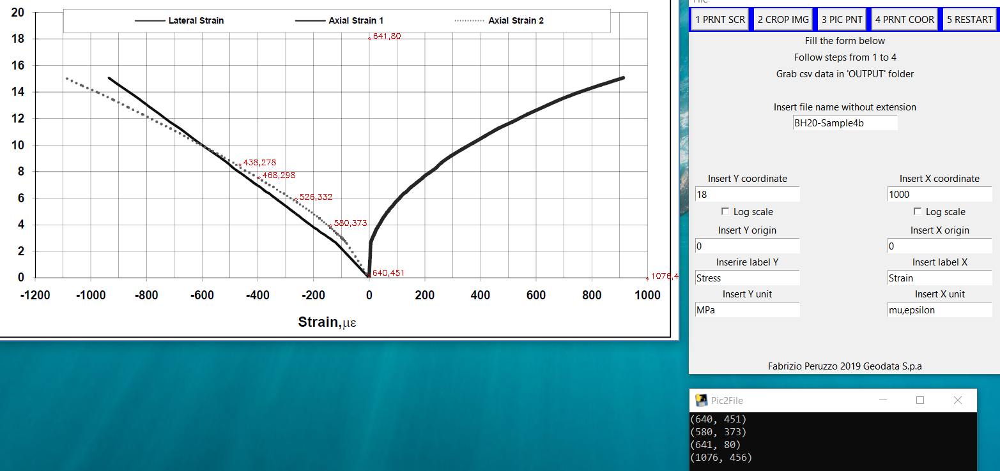 File
1 PRNT SCR 2 CROP IMG 3 PIC PNT 4 PRNT COOR 5 RESTART
Fill the form below
Follow steps from 1 to 4
Grab csv data in 'OUTPUT' folder
Insert file name without extension
BH20-Sample4b
Insert Y coordinate Insert X coordinate
18 1000
Log scale Log scale
Insert Y origin Insert X origin
0 0
Inserire label Y Insert label X
Stress Strain
Insert Y unit Insert X unit
MPa mu,epsilon
Fabrizio Peruzzo 2019 Geodata S.p.a
Lateral Strain Axial Strain 1 Axial Strain 2
20
18
16
14
12
10
8
6
4
2
0
641,80
438,278
468,298
526,332
580,373
640,451
1076,4
-1200 -1000 -800 -600 -400 -200 0 200 400 600 800 1000
Strain,με
Pic2File
(640, 451)
(580, 373)
(641, 80)
(1076, 456)